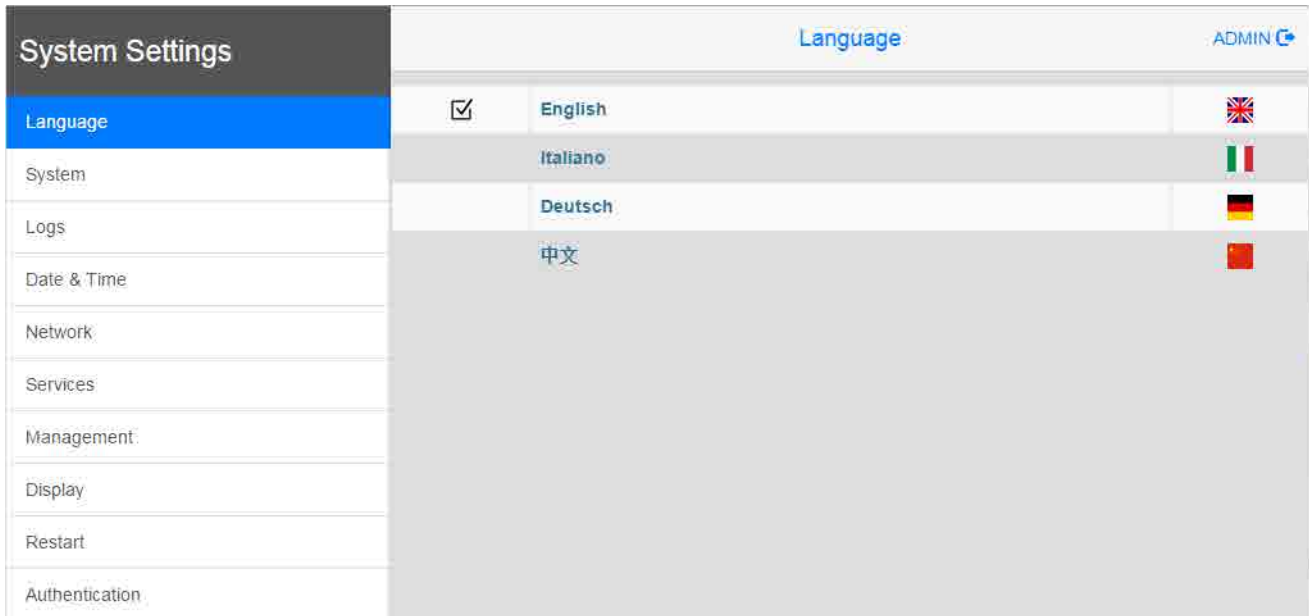 System Settings
Language
System
Logs
Date & Time
Network
Services
Management
Display
Restart
Authentication
Language
ADMIN
English
Italiano
Deutsch
中文